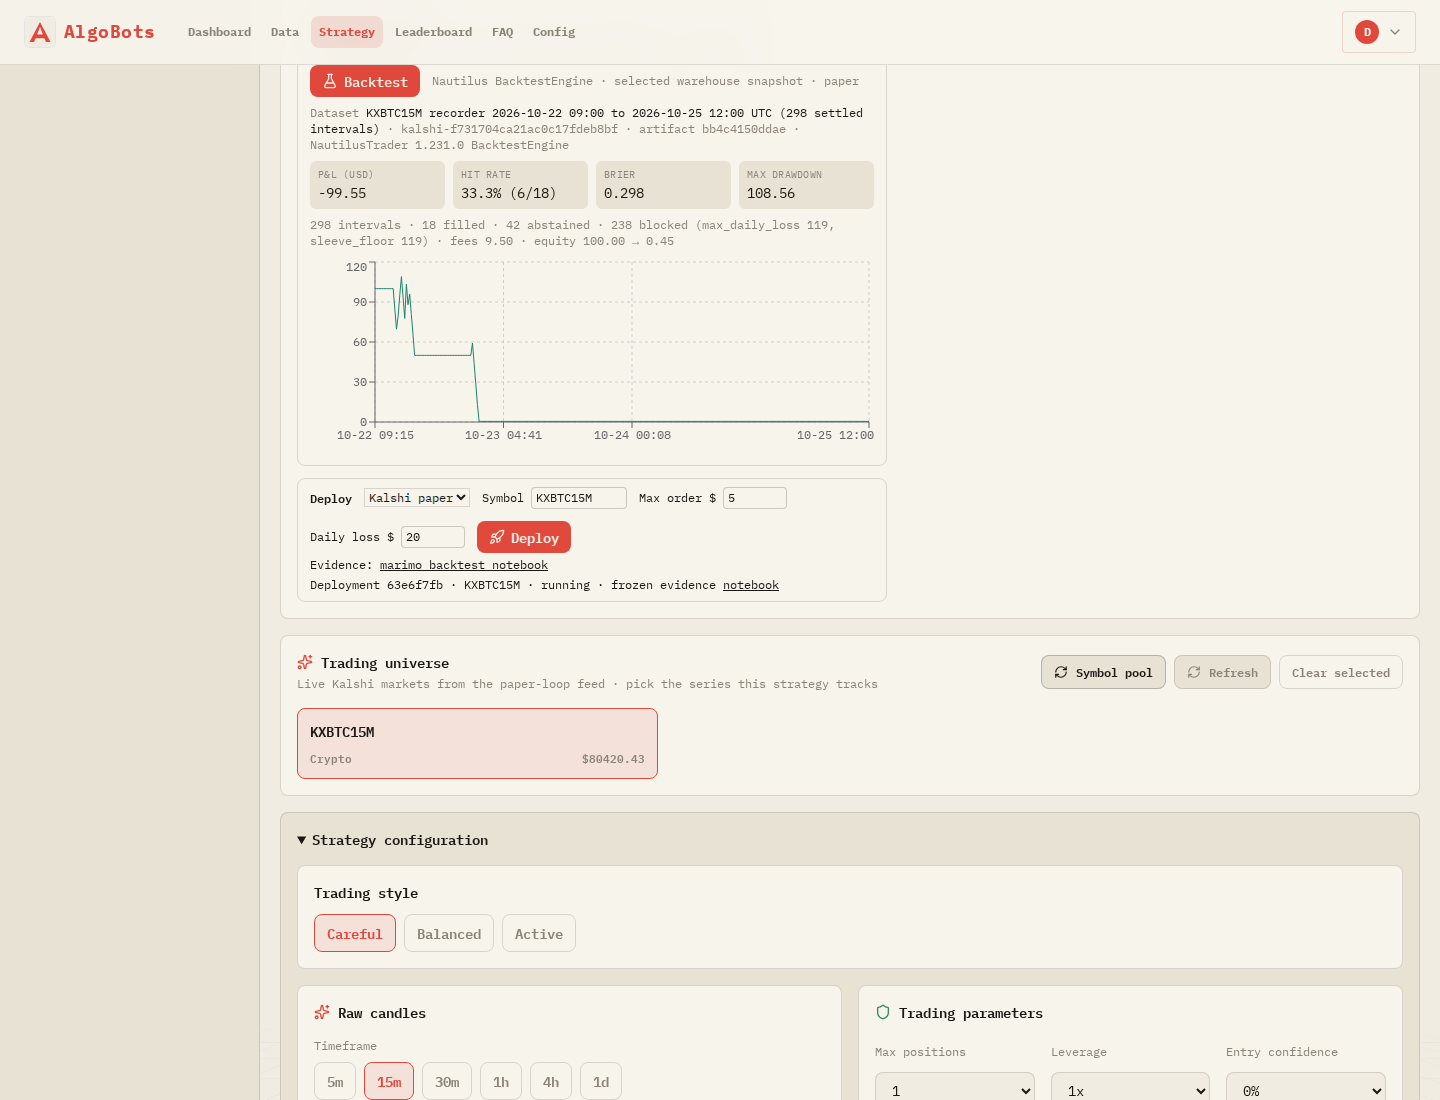 AlgoBots Dashboard Data Strategy Leaderboard FAQ Config D
Backtest Nautilus BacktestEngine · selected warehouse snapshot · paper
Dataset KXBTC15M recorder 2026-10-22 09:00 to 2026-10-25 12:00 UTC (298 settled
intervals) · kalshi-f731704ca21ac0c17fdeb8bf · artifact bb4c4150ddae ·
NautilusTrader 1.231.0 BacktestEngine
P&L (USD) HIT RATE BRIER MAX DRAWDOWN
-99.55 33.3% (6/18) 0.298 108.56
298 intervals · 18 filled · 42 abstained · 238 blocked (max_daily_loss 119,
sleeve_floor 119) · fees 9.50 · equity 100.00 → 0.45
120
90
60
30
0
10-22 09:15 10-23 04:41 10-24 00:08 10-25 12:00
Deploy Kalshi paper Symbol KXBTC15M Max order $ 5
Daily loss $ 20 Deploy
Evidence: marimo backtest notebook
Deployment 63e6f7fb · KXBTC15M · running · frozen evidence notebook
Trading universe
Live Kalshi markets from the paper-loop feed · pick the series this strategy tracks
Symbol pool Refresh Clear selected
KXBTC15M
Crypto $80420.43
Strategy configuration
Trading style
Careful Balanced Active
Raw candles
Timeframe
5m 15m 30m 1h 4h 1d
Trading parameters
Max positions Leverage Entry confidence
1 1x 0%